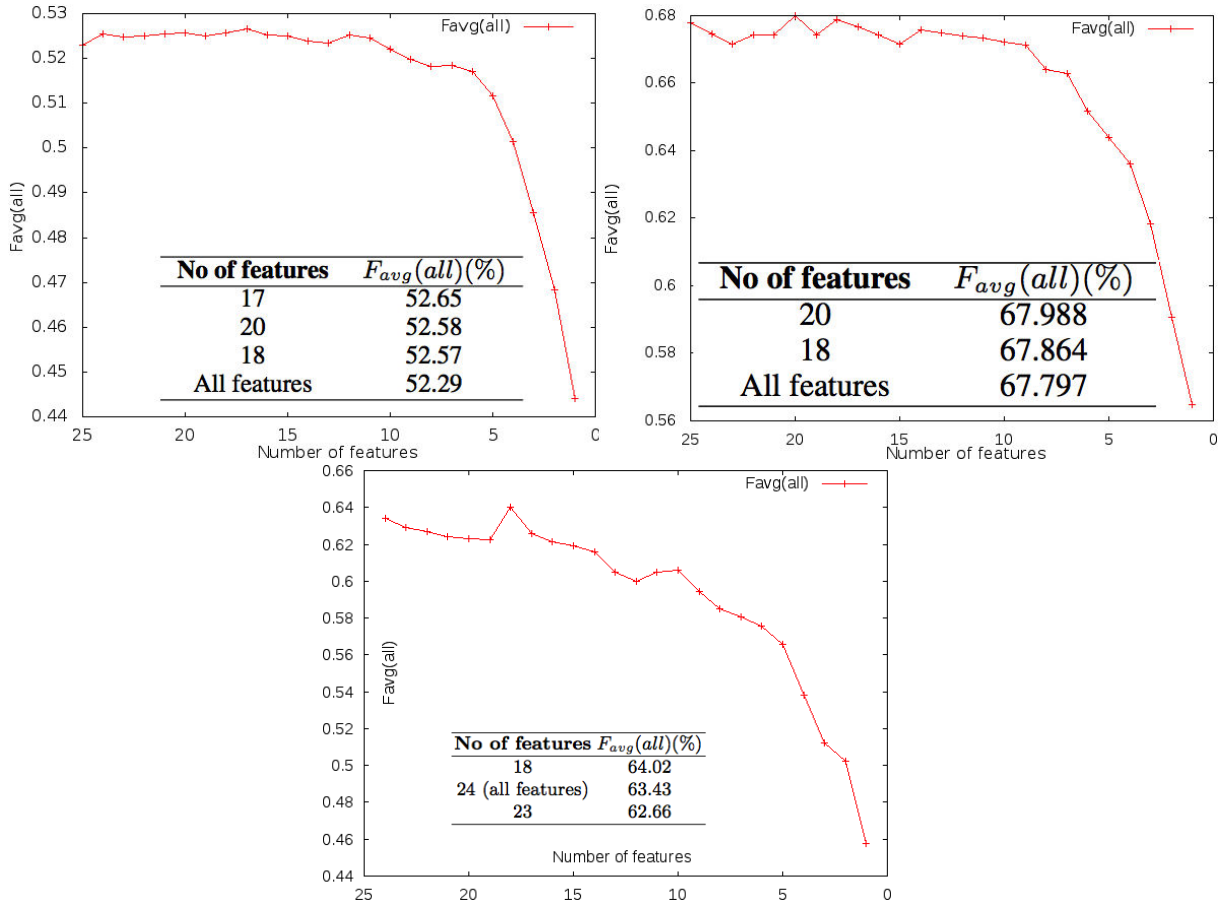 0.53
0.52
0.51
0.5
0.49
0.48
0.47
0.46
0.45
0.44
Favg(all)
Favg(all)
No of features F_avg(all)(%)
17 52.65
20 52.58
18 52.57
All features 52.29
25 20 15 10 5 0
Number of features
0.68
0.66
0.64
0.62
0.6
0.58
0.56
Favg(all)
Favg(all)
No of features F_avg(all)(%)
20 67.988
18 67.864
All features 67.797
25 20 15 10 5 0
Number of features
0.66
0.64
0.62
0.6
0.58
0.56
0.54
0.52
0.5
0.48
0.46
0.44
Favg(all)
Favg(all)
No of features F_avg(all)(%)
18 64.02
24 (all features) 63.43
23 62.66
Number of features
25 20 15 10 5 0